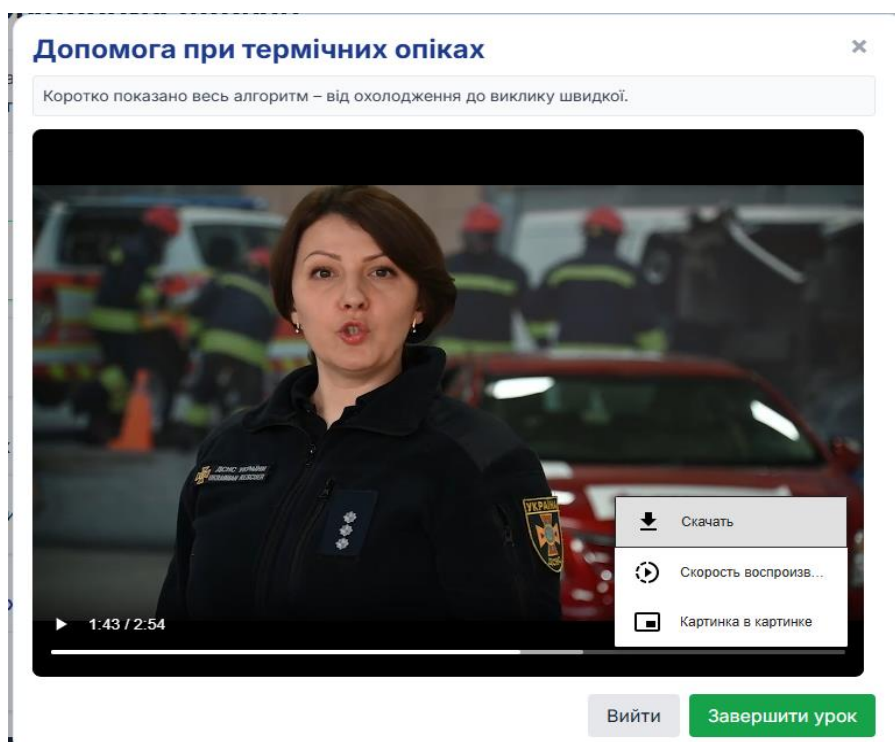 Допомога при термічних опіках
Коротко показано весь алгоритм – від охолодження до виклику швидкої.
ДСНС УКРАЇНИ
УКРАЇНА
Скачать
Скорость воспроизв...
Картинка в картинке
1:43 / 2:54
Вийти
Завершити урок